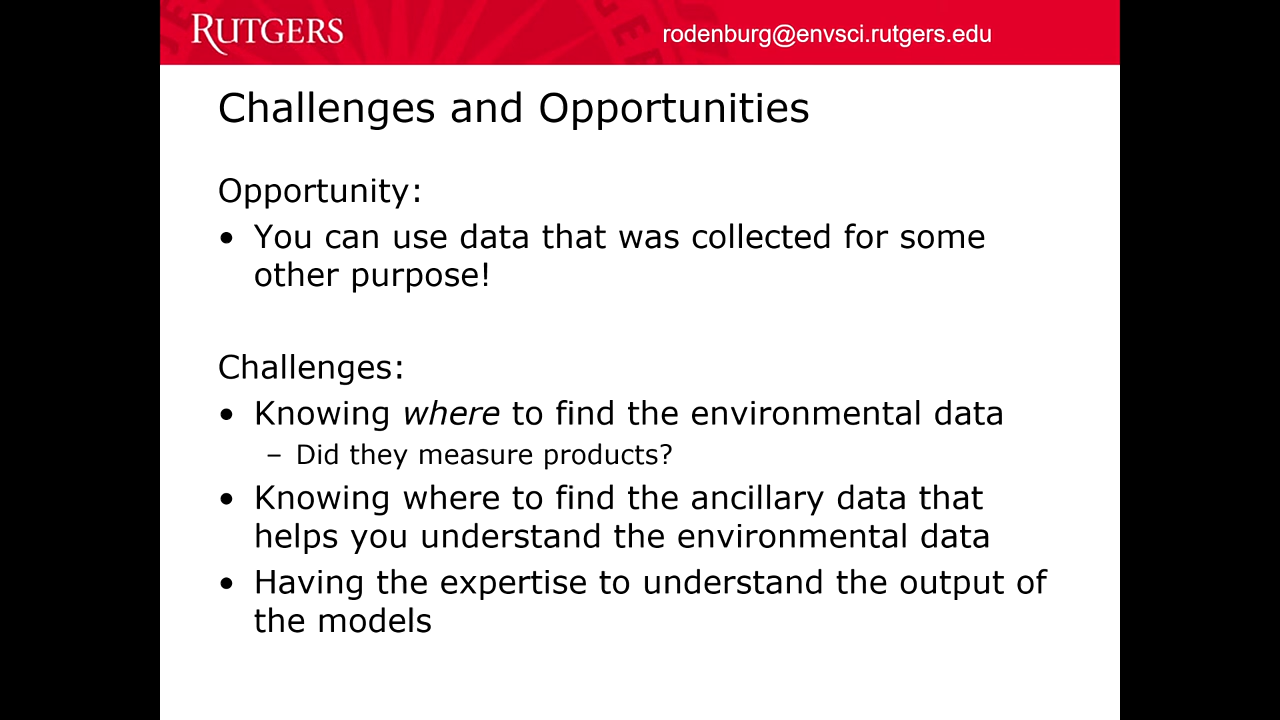 RUTGERS
rodenburg@envsci.rutgers.edu
Challenges and Opportunities
Opportunity:
• You can use data that was collected for some
other purpose!
Challenges:
• Knowing where to find the environmental data
– Did they measure products?
• Knowing where to find the ancillary data that
helps you understand the environmental data
• Having the expertise to understand the output of
the models